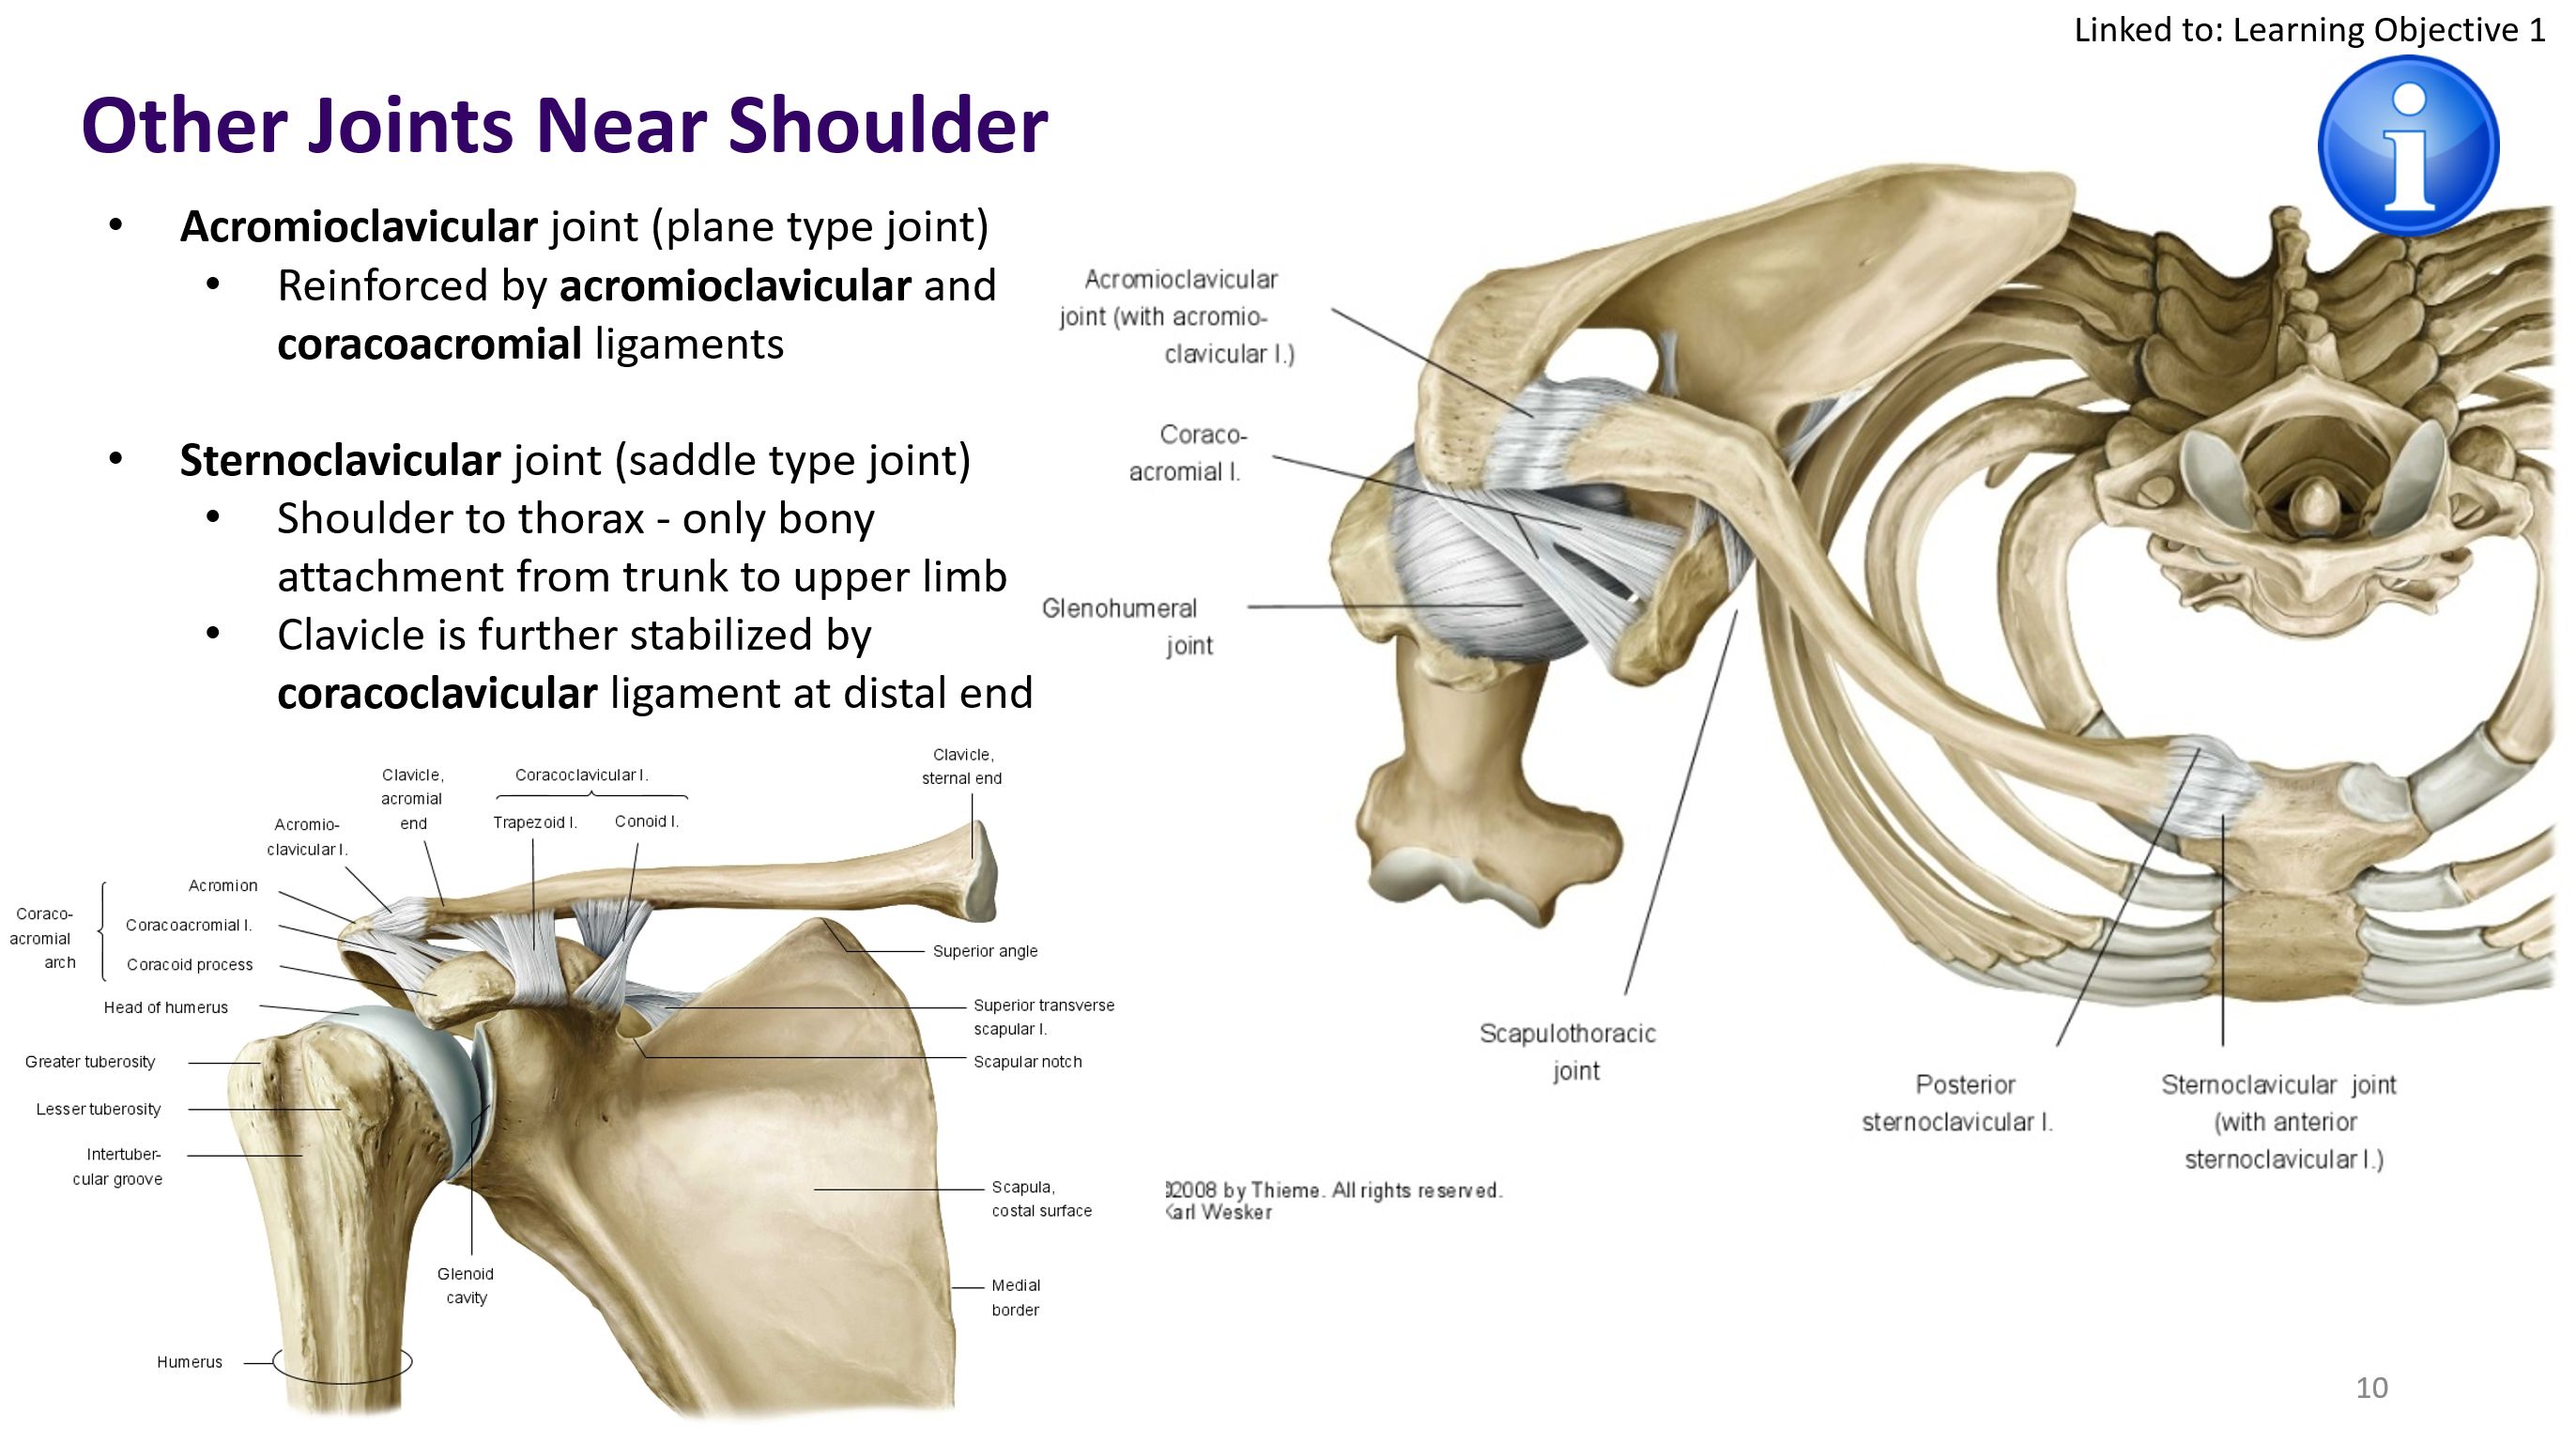 Linked to: Learning Objective 1
Other Joints Near Shoulder
• Acromioclavicular joint (plane type joint)
• Reinforced by acromioclavicular and
coracoacromial ligaments
• Sternoclavicular joint (saddle type joint)
• Shoulder to thorax - only bony
attachment from trunk to upper limb
• Clavicle is further stabilized by
coracoclavicular ligament at distal end
Acromioclavicular
joint (with acromio-
clavicular l.)
Coraco-
acromial l.
Glenohumeral
joint
Scapulothoracic
joint
Posterior
sternoclavicular l.
Sternoclavicular joint
(with anterior
sternoclavicular l.)
2008 by Thieme. All rights reserved.
Karl Wesker
Clavicle,
sternal end
Clavicle,
acromial
end
Coracoclavicular l.
Trapezoid l.
Conoid l.
Acromio-
clavicular l.
Acromion
Coraco-
acromial
arch
Coracoacromial l.
Coracoid process
Head of humerus
Greater tuberosity
Lesser tuberosity
Intertuber-
cular groove
Humerus
Glenoid
cavity
Superior angle
Superior transverse
scapular l.
Scapular notch
Scapula,
costal surface
Medial
border
10